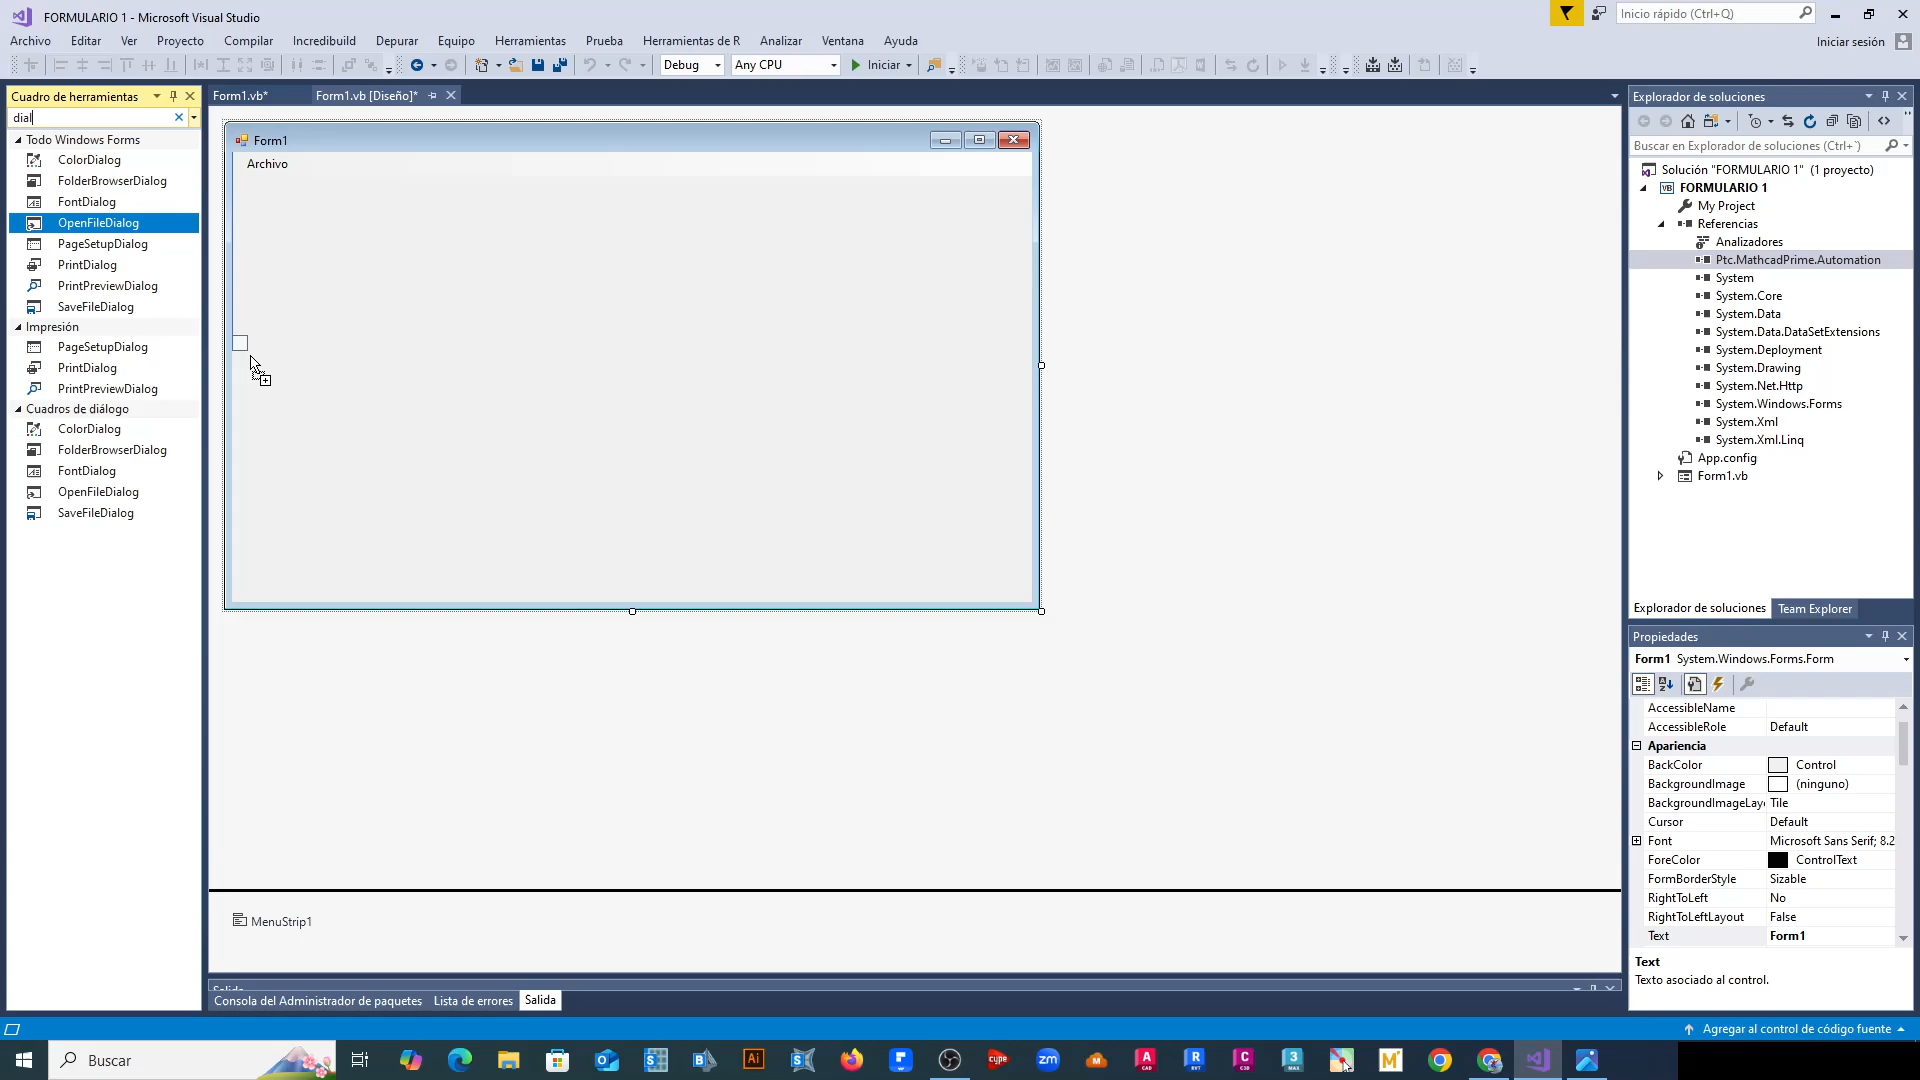 FORMULARIO 1 - Microsoft Visual Studio
Inicio rápido (Ctrl+Q)
Archivo Editar Ver Proyecto Compilar Incredibuild Depurar Equipo Herramientas Prueba Herramientas de R Analizar Ventana Ayuda
Iniciar sesión
Debug Any CPU Iniciar
Cuadro de herramientas
dial
Todo Windows Forms
ColorDialog
FolderBrowserDialog
FontDialog
OpenFileDialog
PageSetupDialog
PrintDialog
PrintPreviewDialog
SaveFileDialog
Impresión
PageSetupDialog
PrintDialog
PrintPreviewDialog
Cuadros de diálogo
ColorDialog
FolderBrowserDialog
FontDialog
OpenFileDialog
SaveFileDialog
Form1.vb*
Form1.vb [Diseño]*
Form1
Archivo
MenuStrip1
Salida
Consola del Administrador de paquetes Lista de errores Salida
Explorador de soluciones
Buscar en Explorador de soluciones (Ctrl+`)
Solución "FORMULARIO 1" (1 proyecto)
VB FORMULARIO 1
My Project
Referencias
Analizadores
Ptc.MathcadPrime.Automation
System
System.Core
System.Data
System.Data.DataSetExtensions
System.Deployment
System.Drawing
System.Net.Http
System.Windows.Forms
System.Xml
System.Xml.Linq
App.config
Form1.vb
Explorador de soluciones Team Explorer
Propiedades
Form1 System.Windows.Forms.Form
AccessibleName
AccessibleRole Default
Apariencia
BackColor Control
BackgroundImage (ninguno)
BackgroundImageLay Tile
Cursor Default
Font Microsoft Sans Serif; 8.2
ForeColor ControlText
FormBorderStyle Sizable
RightToLeft No
RightToLeftLayout False
Text Form1
Text
Texto asociado al control.
Agregar al control de código fuente
Buscar